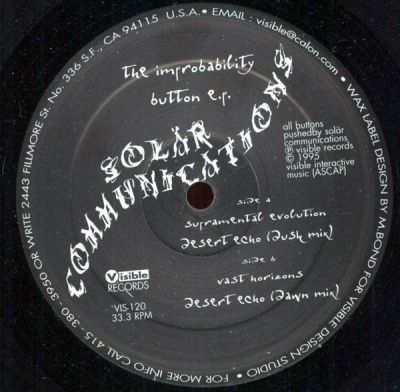 OR WRITE 2443 FILLMORE St. No. 336 S.F., CA 94115 U.S.A. • EMAIL : visible@calon.com •
• WAX LABEL DESIGN BY M.BOND FOR VISIBLE DESIGN STUDIO •
• FOR MORE INFO CALL 415 380 3950
the improbability
button e.p.
SOLÄR
COMMUNICATIONS
all buttons
pushedby solär
communications
Ⓟ visible records
© 1995
visible interactive
music (ASCAP)
side a
supramental evolution
desert echo (dusk mix)
side b
vast horizons
desert echo (dawn mix)
Visible
RECORDS
VIS-120
33.3 RPM